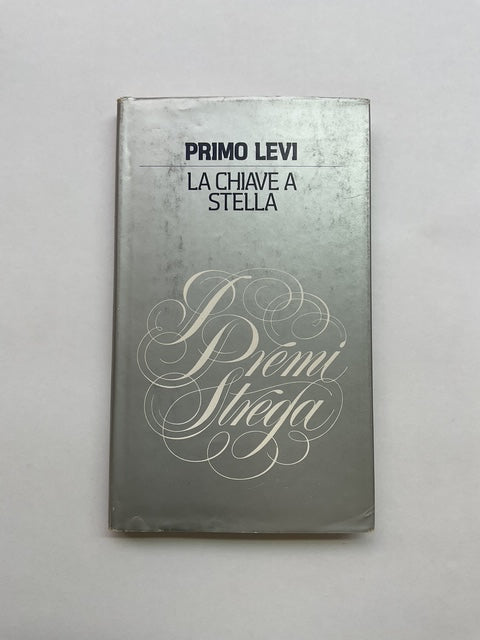 PRIMO LEVI
LA CHIAVE A
STELLA
I
Premi
Strega